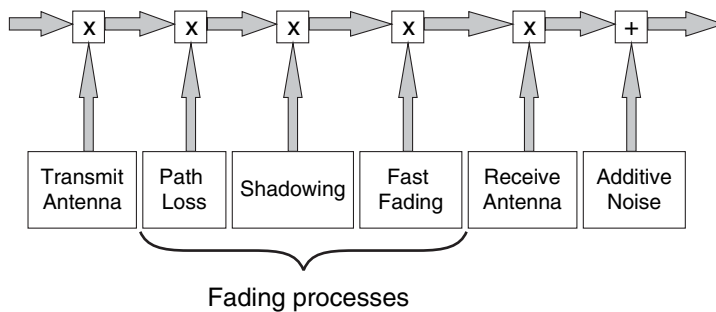 x x x x x +
Transmit
Antenna
Path
Loss
Shadowing
Fast
Fading
Receive
Antenna
Additive
Noise
Fading processes